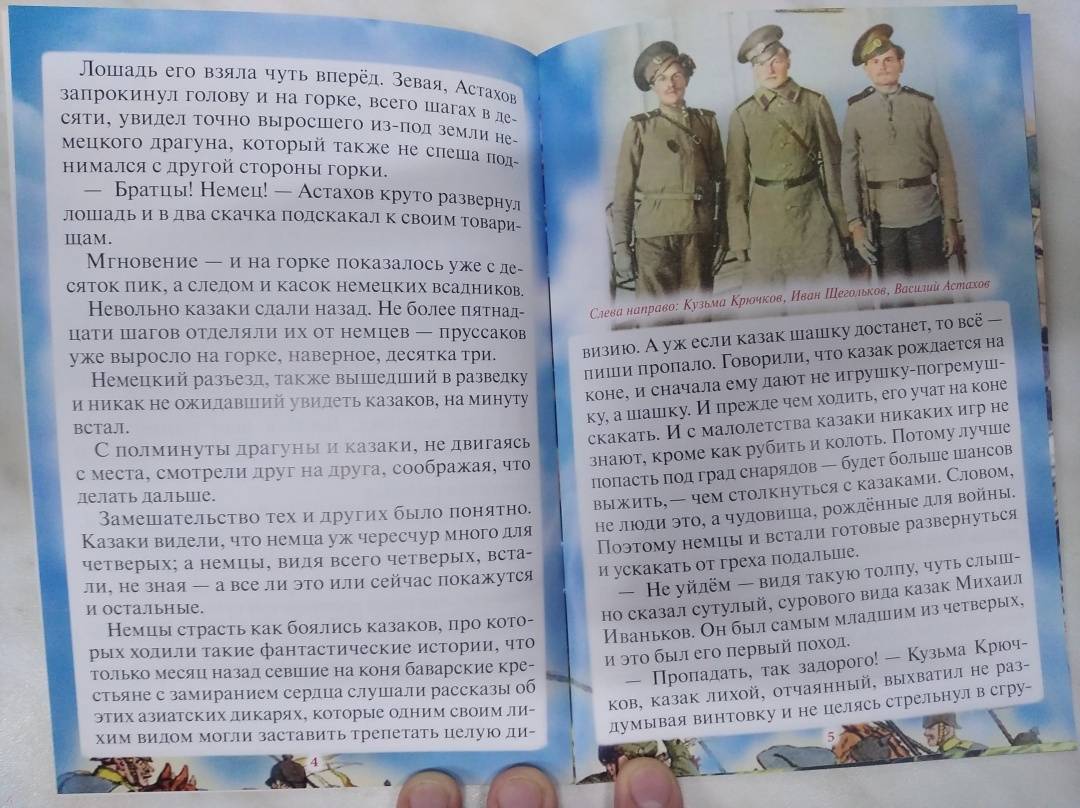 Лошадь его взяла чуть вперёд. Зевая, Астахов
запрокинул голову и на горке, всего шагах в де-
сяти, увидел точно выросшего из-под земли не-
мецкого драгуна, который также не спеша под-
нимался с другой стороны горки.
— Братцы! Немец! — Астахов круто развернул
лошадь и в два скачка подскакал к своим товари-
щам.
Мгновение — и на горке показалось уже с де-
сяток пик, а следом и касок немецких всадников.
Невольно казаки сдали назад. Не более пятнад-
цати шагов отделяли их от немцев — пруссаков
уже выросло на горке, наверное, десятка три.
Немецкий разъезд, также вышедший в разведку
и никак не ожидавший увидеть казаков, на минуту
встал.
С полминуты драгуны и казаки, не двигаясь
с места, смотрели друг на друга, соображая, что
делать дальше.
Замешательство тех и других было понятно.
Казаки видели, что немца уж чересчур много для
четверых; а немцы, видя всего четверых, вста-
ли, не зная — а все ли это или сейчас покажутся
и остальные.
Немцы страсть как боялись казаков, про кото-
рых ходили такие фантастические истории, что
только месяц назад севшие на коня баварские кре-
стьяне с замиранием сердца слушали рассказы об
этих азиатских дикарях, которые одним своим ли-
хим видом могли заставить трепетать целую ди-
4
Слева направо: Кузьма Крючков, Иван Щегольков, Василий Астахов
визию. А уж если казак шашку достанет, то всё —
пиши пропало. Говорили, что казак рождается на
коне, и сначала ему дают не игрушку-погремуш-
ку, а шашку. И прежде чем ходить, его учат на коне
скакать. И с малолетства казаки никаких игр не
знают, кроме как рубить и колоть. Потому лучше
попасть под град снарядов — будет больше шансов
выжить,— чем столкнуться с казаками. Словом,
не люди это, а чудовища, рождённые для войны.
Поэтому немцы и встали готовые развернуться
и ускакать от греха подальше.
— Не уйдём — видя такую толпу, чуть слыш-
но сказал сутулый, сурового вида казак Михаил
Иваньков. Он был самым младшим из четверых,
и это был его первый поход.
— Пропадать, так задорого! — Кузьма Крюч-
ков, казак лихой, отчаянный, выхватил не раз-
думывая винтовку и не целясь стрельнул в сгру-
5